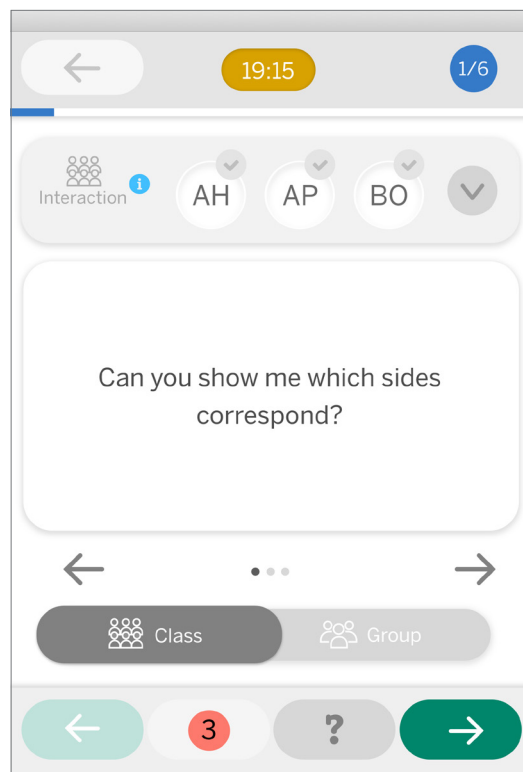 19:15
1/6
Interaction
i
AH
AP
BO
Can you show me which sides
correspond?
Class
Group
3
?